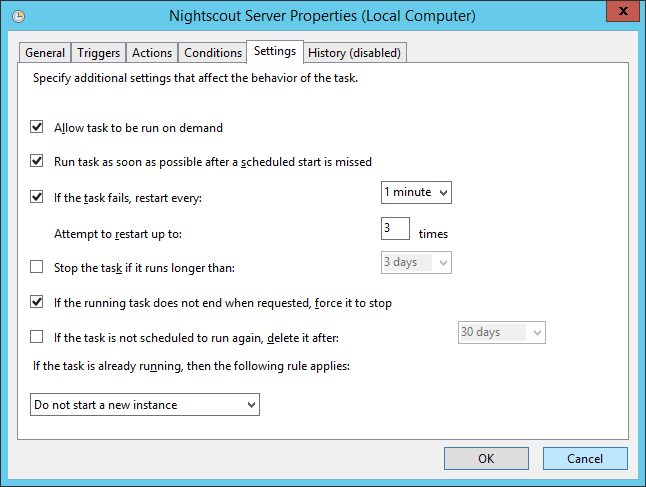 Nightscout Server Properties (Local Computer)
x
General Triggers Actions Conditions Settings History (disabled)
Specify additional settings that affect the behavior of the task.
Allow task to be run on demand
Run task as soon as possible after a scheduled start is missed
If the task fails, restart every: 1 minute
Attempt to restart up to: 3 times
Stop the task if it runs longer than: 3 days
If the running task does not end when requested, force it to stop
If the task is not scheduled to run again, delete it after: 30 days
If the task is already running, then the following rule applies:
Do not start a new instance
OK Cancel